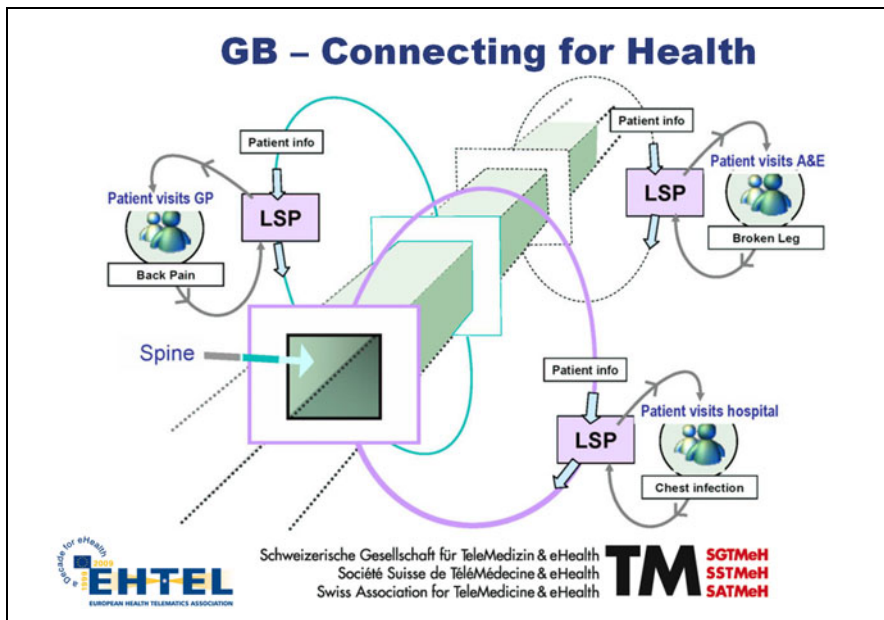 GB – Connecting for Health
Patient info
Patient visits GP
LSP
Back Pain
Patient info
Patient visits A&E
LSP
Broken Leg
Spine
Patient info
Patient visits hospital
LSP
Chest infection
a Decade for eHealth
1999 2009
EHTEL
EUROPEAN HEALTH TELEMATICS ASSOCIATION
Schweizerische Gesellschaft für TeleMedizin & eHealth
Société Suisse de TéléMédecine & eHealth
Swiss Association for TeleMedicine & eHealth
TM
SGTMeH
SSTMeH
SATMeH